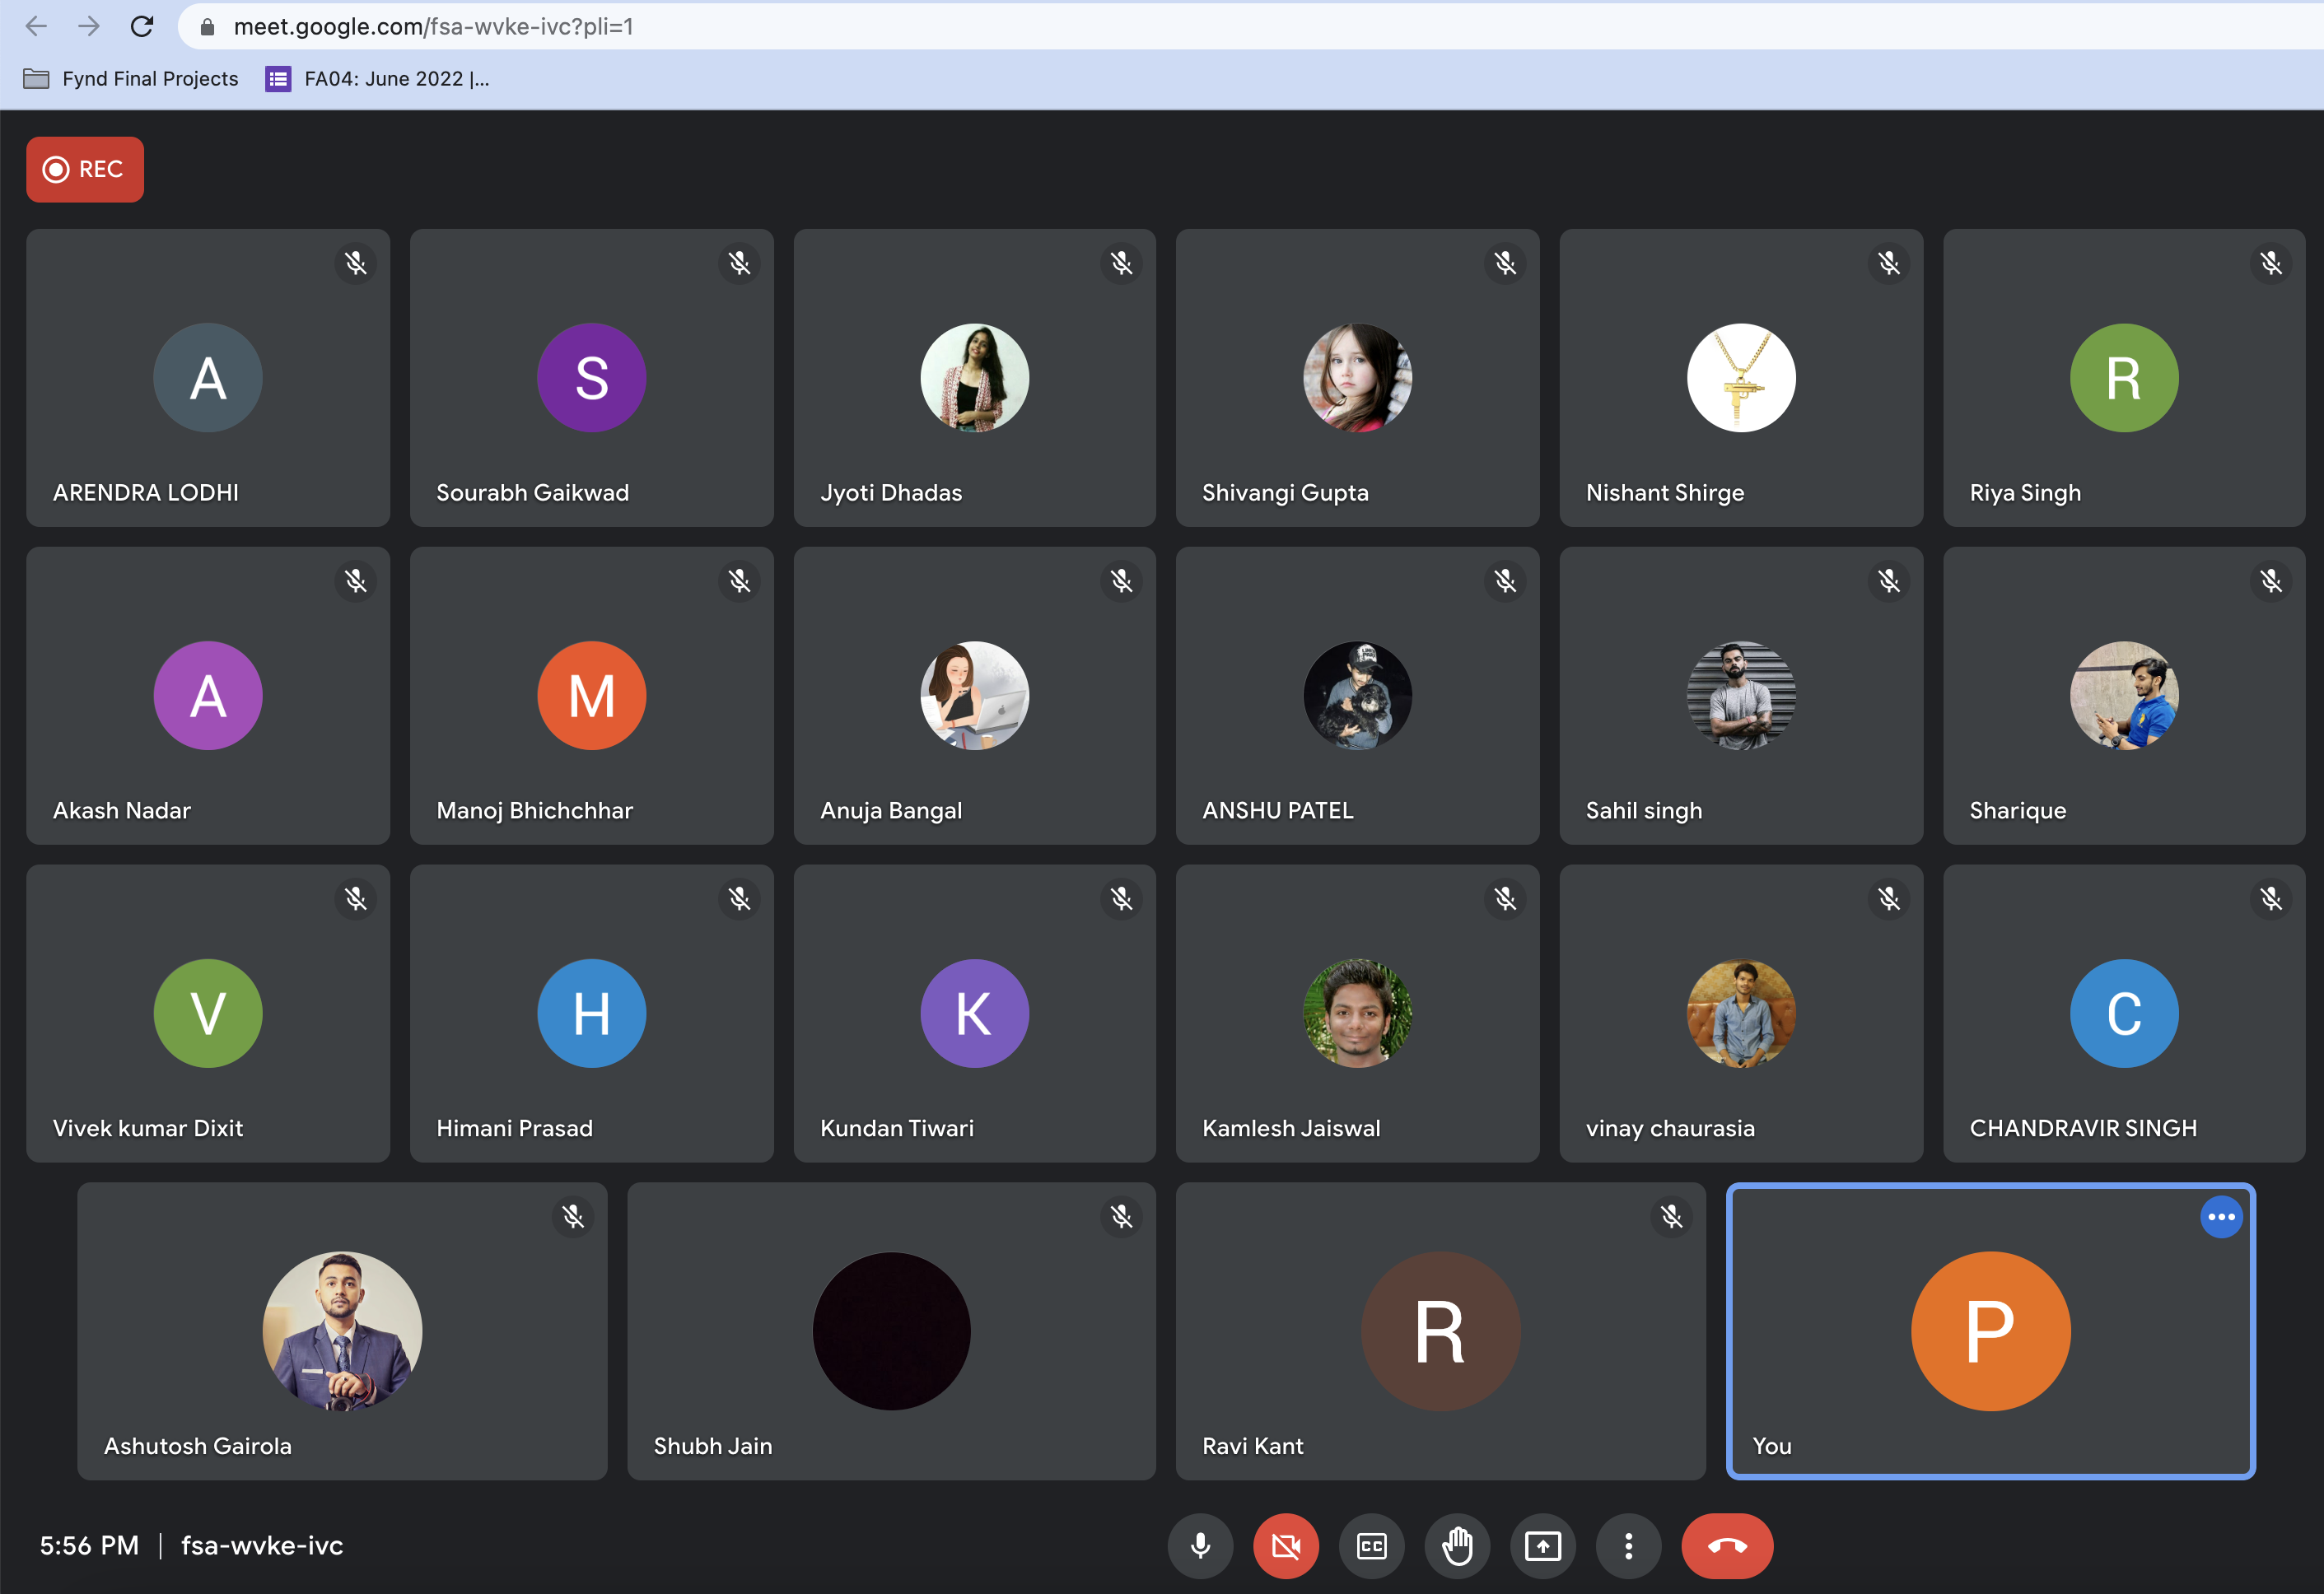 meet.google.com/fsa-wvke-ivc?pli=1
Fynd Final Projects FA04: June 2022 |...
REC
A S R
ARENDRA LODHI Sourabh Gaikwad Jyoti Dhadas Shivangi Gupta Nishant Shirge Riya Singh
A M
Akash Nadar Manoj Bhichchhar Anuja Bangal ANSHU PATEL Sahil singh Sharique
V H K C
Vivek kumar Dixit Himani Prasad Kundan Tiwari Kamlesh Jaiswal vinay chaurasia CHANDRAVIR SINGH
R P
Ashutosh Gairola Shubh Jain Ravi Kant You
5:56 PM | fsa-wvke-ivc CC